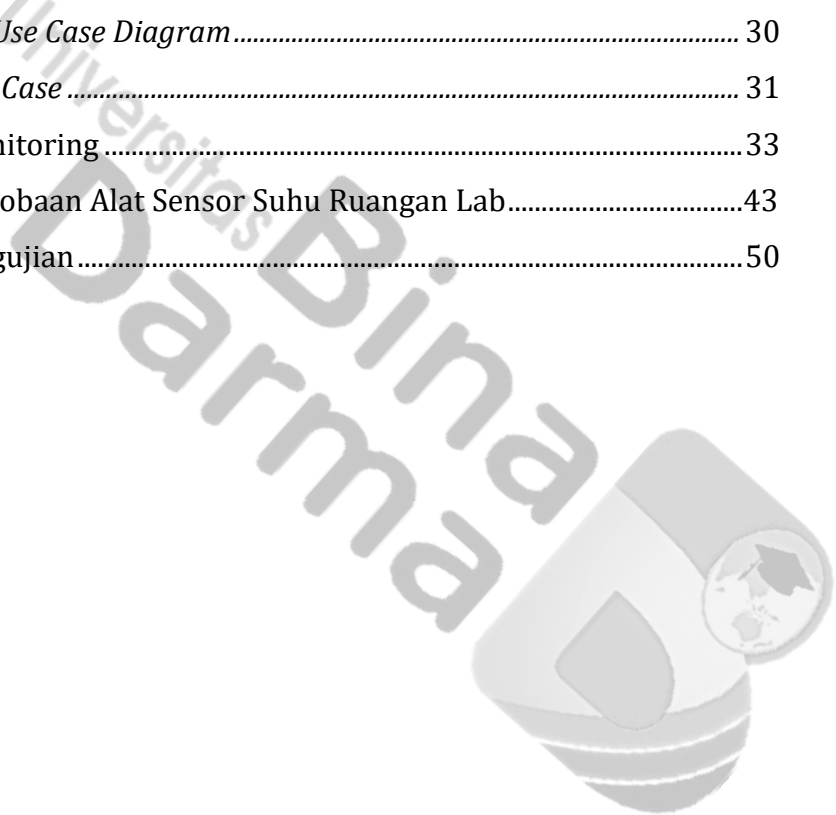 Use Case Diagram........................................................................................ 30
Case ..................................................................................................................... 31
nitoring .............................................................................................................. 33
obaan Alat Sensor Suhu Ruangan Lab.........................................43
gujian....................................................................................................................50
Universitas
Bina
Darma